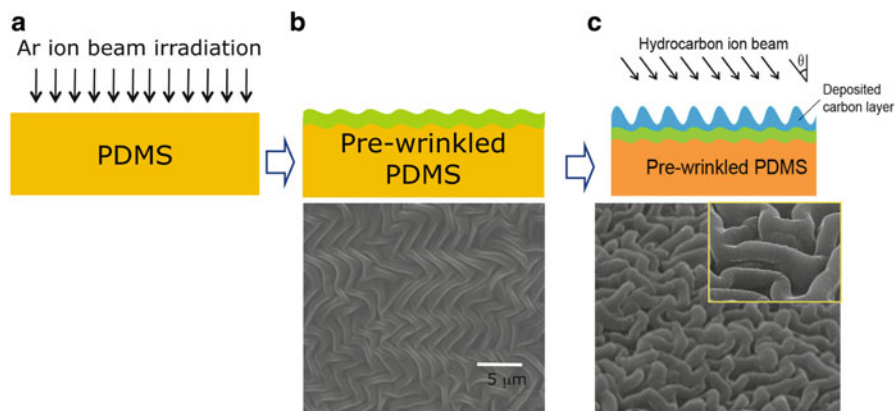 a
Ar ion beam irradiation
PDMS
b
Pre-wrinkled
PDMS
5 μm
c
Hydrocarbon ion beam
θ
Deposited
carbon layer
Pre-wrinkled PDMS